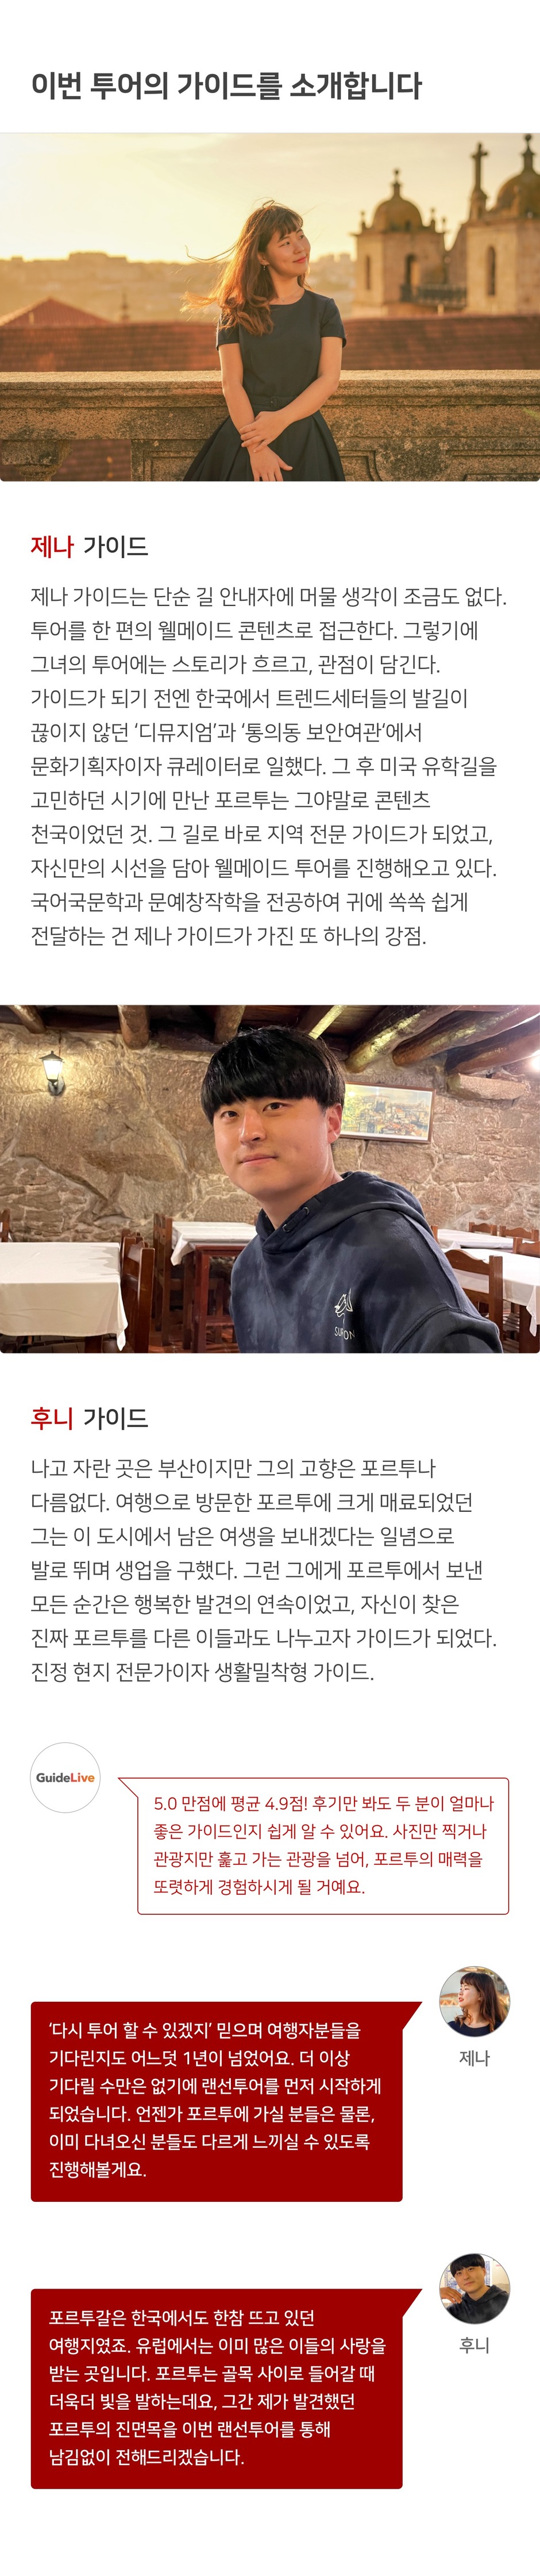 이번 투어의 가이드를 소개합니다
제나 가이드
제나 가이드는 단순 길 안내자에 머물 생각이 조금도 없다.
투어를 한 편의 웰메이드 콘텐츠로 접근한다. 그렇기에
그녀의 투어에는 스토리가 흐르고, 관점이 담긴다.
가이드가 되기 전엔 한국에서 트렌드세터들의 발길이
끊이지 않던 ‘디뮤지엄’과 ‘통의동 보안여관‘에서
문화기획자이자 큐레이터로 일했다. 그 후 미국 유학길을
고민하던 시기에 만난 포르투는 그야말로 콘텐츠
천국이었던 것. 그 길로 바로 지역 전문 가이드가 되었고,
자신만의 시선을 담아 웰메이드 투어를 진행해오고 있다.
국어국문학과 문예창작학을 전공하여 귀에 쏙쏙 쉽게
전달하는 건 제나 가이드가 가진 또 하나의 강점.
SUPON
후니 가이드
나고 자란 곳은 부산이지만 그의 고향은 포르투나
다름없다. 여행으로 방문한 포르투에 크게 매료되었던
그는 이 도시에서 남은 여생을 보내겠다는 일념으로
발로 뛰며 생업을 구했다. 그런 그에게 포르투에서 보낸
모든 순간은 행복한 발견의 연속이었고, 자신이 찾은
진짜 포르투를 다른 이들과도 나누고자 가이드가 되었다.
진정 현지 전문가이자 생활밀착형 가이드.
GuideLive
5.0 만점에 평균 4.9점! 후기만 봐도 두 분이 얼마나
좋은 가이드인지 쉽게 알 수 있어요. 사진만 찍거나
관광지만 훑고 가는 관광을 넘어, 포르투의 매력을
또렷하게 경험하시게 될 거예요.
‘다시 투어 할 수 있겠지’ 믿으며 여행자분들을
기다린지도 어느덧 1년이 넘었어요. 더 이상
기다릴 수만은 없기에 랜선투어를 먼저 시작하게
되었습니다. 언젠가 포르투에 가실 분들은 물론,
이미 다녀오신 분들도 다르게 느끼실 수 있도록
진행해볼게요.
제나
포르투갈은 한국에서도 한참 뜨고 있던
여행지였죠. 유럽에서는 이미 많은 이들의 사랑을
받는 곳입니다. 포르투는 골목 사이로 들어갈 때
더욱더 빛을 발하는데요, 그간 제가 발견했던
포르투의 진면목을 이번 랜선투어를 통해
남김없이 전해드리겠습니다.
후니